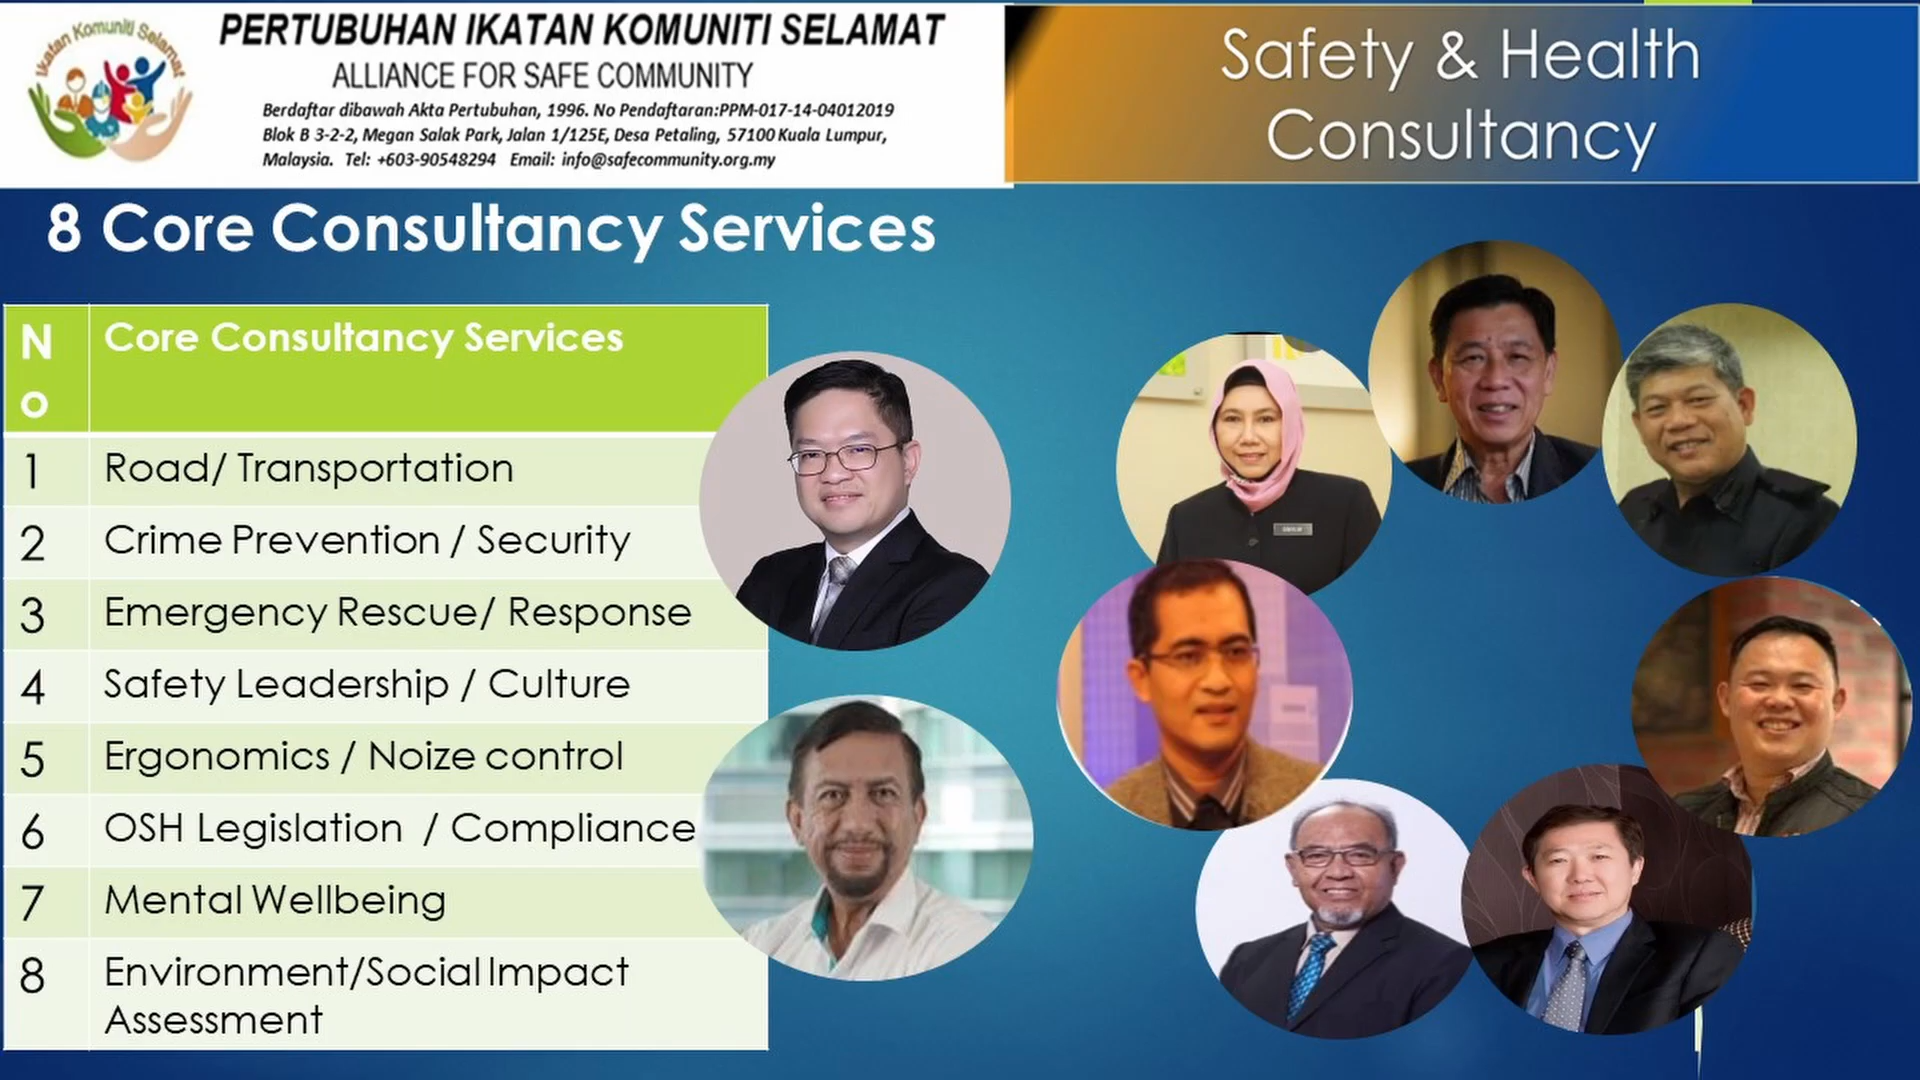 Ikatan Komuniti Selamat
PERTUBUHAN IKATAN KOMUNITI SELAMAT
ALLIANCE FOR SAFE COMMUNITY
Berdaftar dibawah Akta Pertubuhan, 1996. No Pendaftaran:PPM-017-14-04012019
Blok B 3-2-2, Megan Salak Park, Jalan 1/125E, Desa Petaling, 57100 Kuala Lumpur,
Malaysia. Tel: +603-90548294 Email: info@safecommunity.org.my
Safety & Health
Consultancy
8 Core Consultancy Services
No Core Consultancy Services
1 Road/ Transportation
2 Crime Prevention / Security
3 Emergency Rescue/ Response
4 Safety Leadership / Culture
5 Ergonomics / Noize control
6 OSH Legislation / Compliance
7 Mental Wellbeing
8 Environment/Social Impact
Assessment